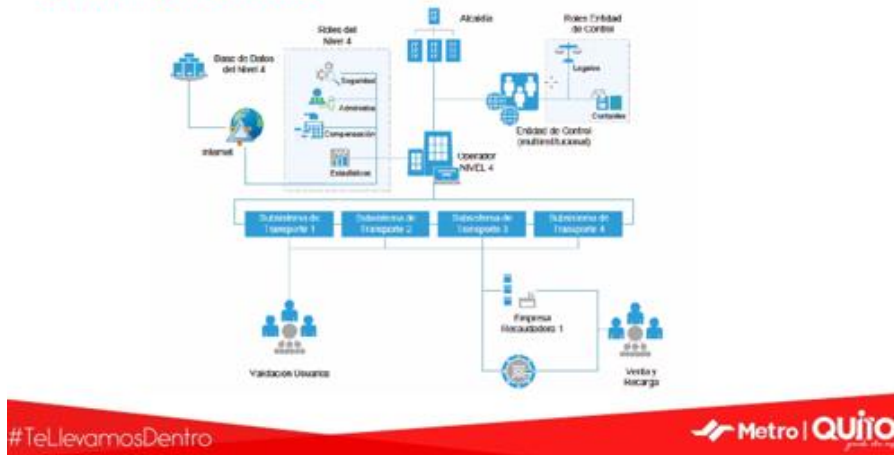 Alcaldía
Roles Entidad
de Control
Roles del
Nivel 4
Base de Datos
del Nivel 4
Seguridad
Legales
Administra
Contables
Compensación
Entidad de Control
(multiinstitucional)
Internet
Estadísticas
Operador
NIVEL 4
Subsistema de
Transporte 1
Subsistema de
Transporte 2
Subsistema de
Transporte 3
Subsistema de
Transporte 4
Empresa
Recaudadora 1
Validación Usuarios
Venta y
Recarga
#TeLlevamosDentro
Metro | QUITO